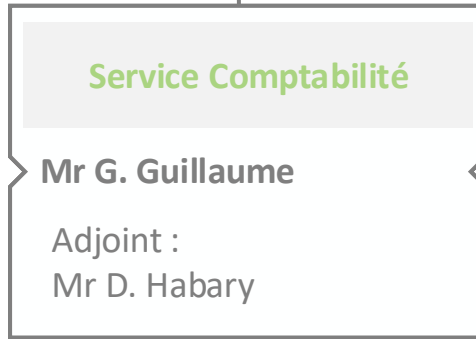 Service Comptabilité
Mr G. Guillaume
Adjoint :
Mr D. Habary